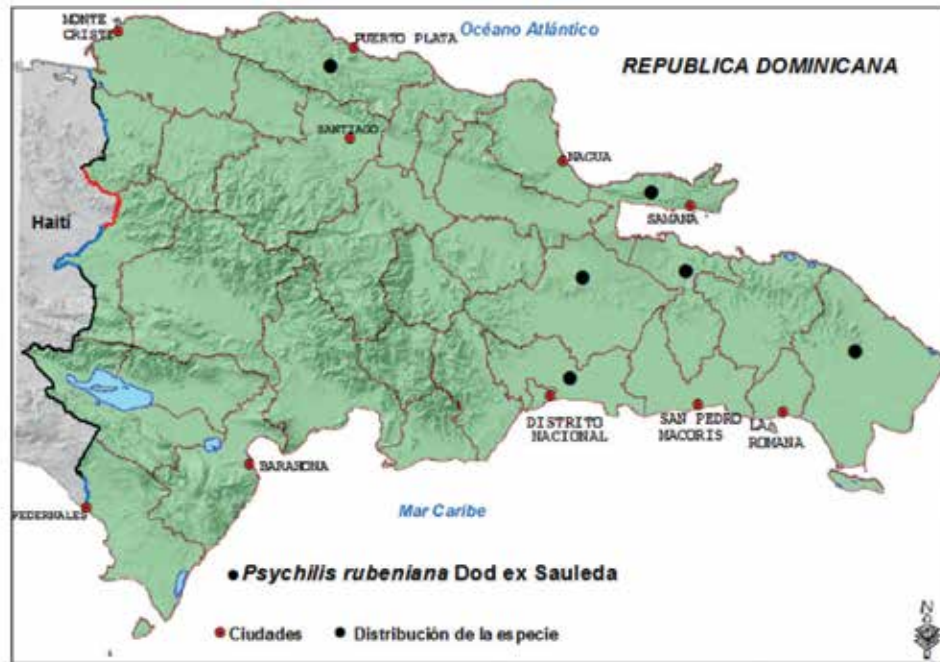 MONTE
CRISTI
PUERTO PLATA
Océano Atlántico
REPUBLICA DOMINICANA
SANTIAGO
NAGUA
Haití
SAMANA
DISTRITO
NACIONAL
SAN PEDRO
MACORIS
LA
ROMANA
BARAHONA
PEDERNALES
Mar Caribe
Psychilis rubeniana Dod ex Sauleda
Ciudades
Distribución de la especie